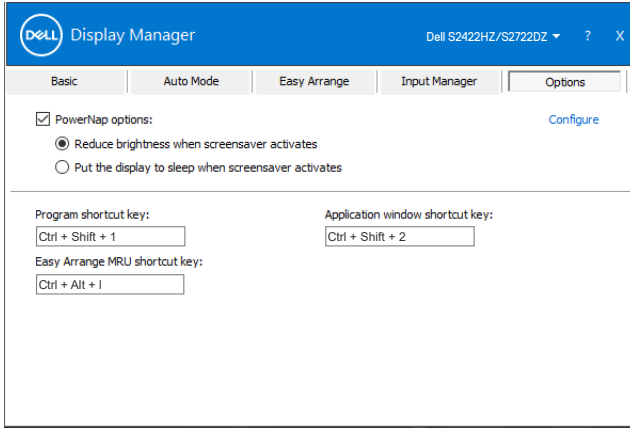 DELL Display Manager Dell S2422HZ/S2722DZ ? X
Basic Auto Mode Easy Arrange Input Manager Options
PowerNap options: Configure
Reduce brightness when screensaver activates
Put the display to sleep when screensaver activates
Program shortcut key: Application window shortcut key:
Ctrl + Shift + 1 Ctrl + Shift + 2
Easy Arrange MRU shortcut key:
Ctrl + Alt + l